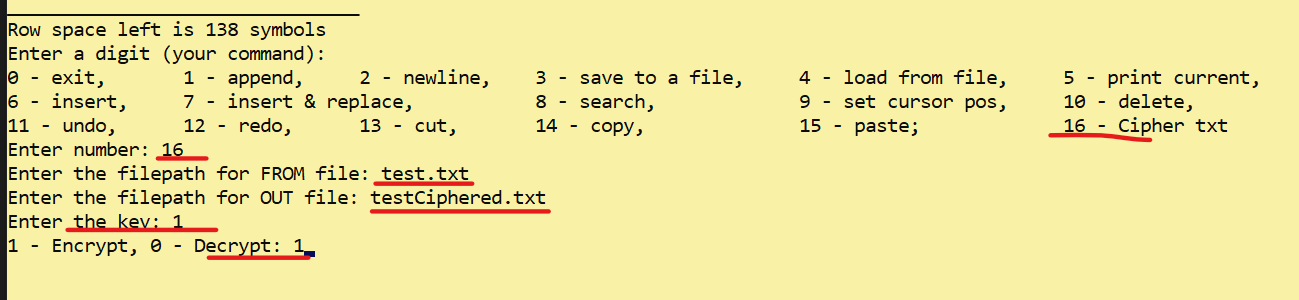 Row space left is 138 symbols
Enter a digit (your command):
0 - exit, 1 - append, 2 - newline, 3 - save to a file, 4 - load from file, 5 - print current,
6 - insert, 7 - insert & replace, 8 - search, 9 - set cursor pos, 10 - delete,
11 - undo, 12 - redo, 13 - cut, 14 - copy, 15 - paste; 16 - Cipher txt
Enter number: 16
Enter the filepath for FROM file: test.txt
Enter the filepath for OUT file: testCiphered.txt
Enter the key: 1
1 - Encrypt, 0 - Decrypt: 1